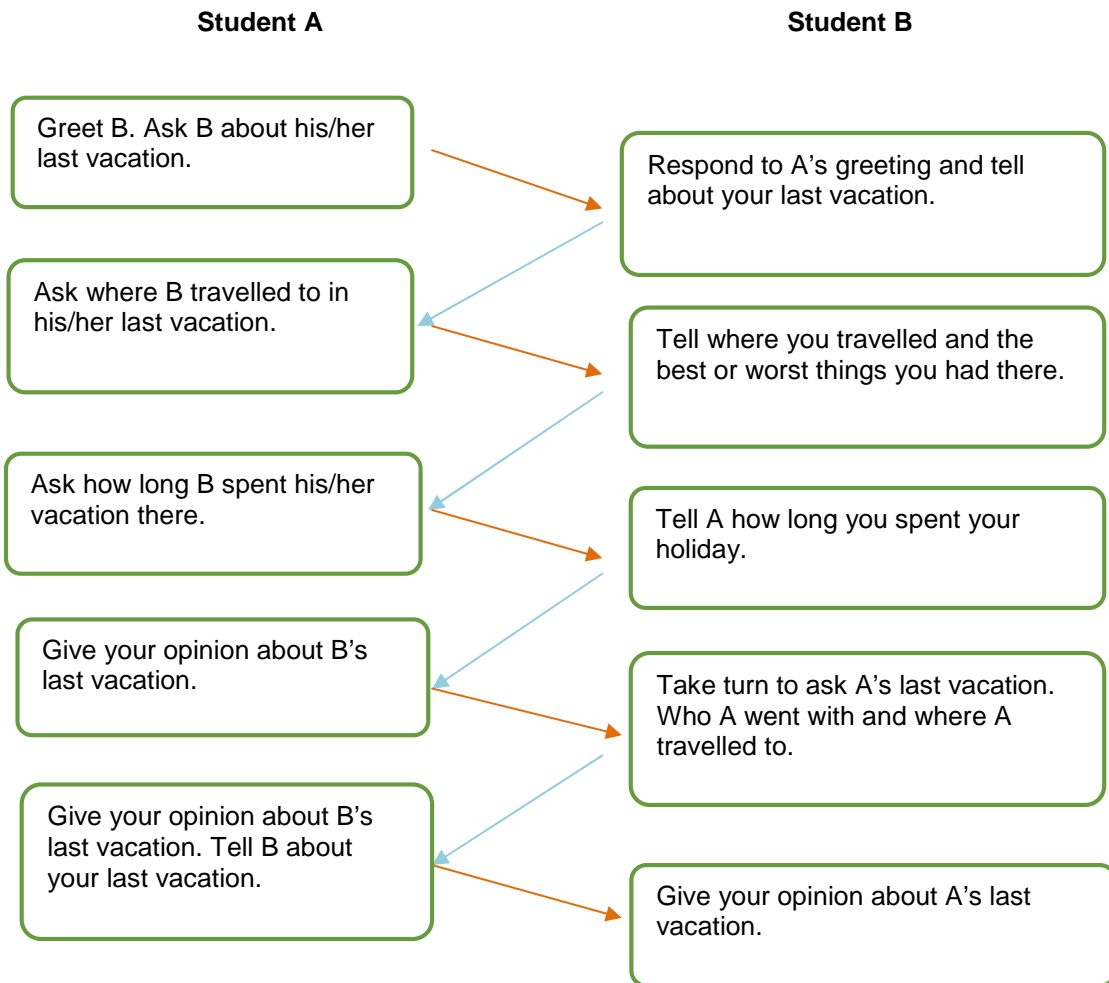 Student A
Student B
Greet B. Ask B about his/her
last vacation.
Respond to A’s greeting and tell
about your last vacation.
Ask where B travelled to in
his/her last vacation.
Tell where you travelled and the
best or worst things you had there.
Ask how long B spent his/her
vacation there.
Tell A how long you spent your
holiday.
Give your opinion about B’s
last vacation.
Take turn to ask A’s last vacation.
Who A went with and where A
travelled to.
Give your opinion about B’s
last vacation. Tell B about
your last vacation.
Give your opinion about A’s last
vacation.